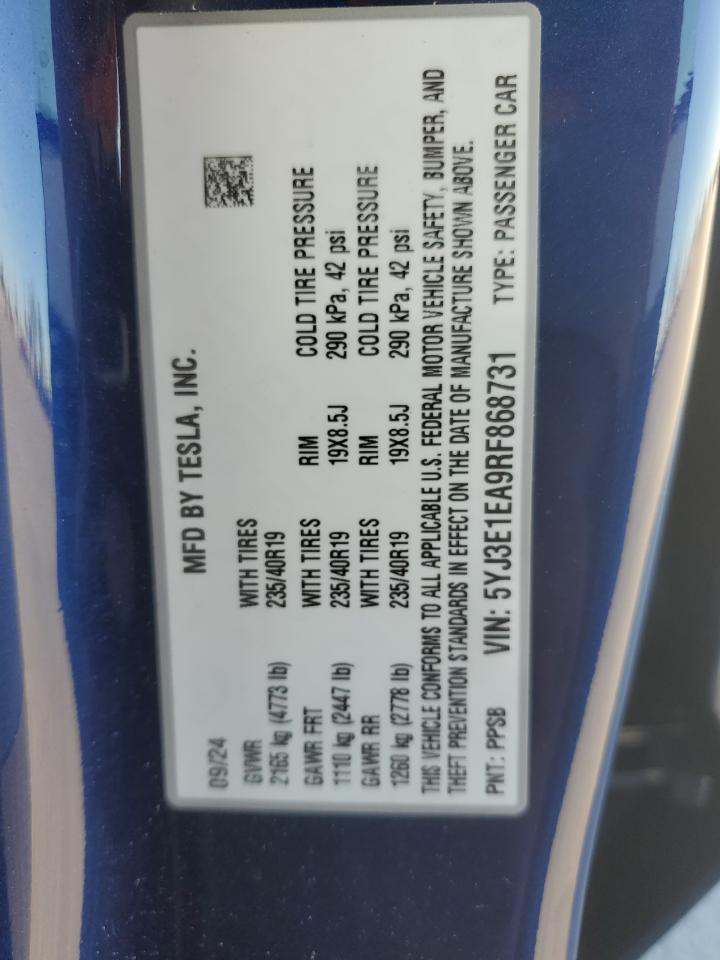 MFD BY TESLA, INC.
09/24
GVWR WITH TIRES
2165 kg (4773 lb) 235/40R19
GAWR FRT WITH TIRES RIM COLD TIRE PRESSURE
1110 kg (2447 lb) 235/40R19 19X8.5J 290 kPa, 42 psi
GAWR RR WITH TIRES RIM COLD TIRE PRESSURE
1260 kg (2778 lb) 235/40R19 19X8.5J 290 kPa, 42 psi
THIS VEHICLE CONFORMS TO ALL APPLICABLE U.S. FEDERAL MOTOR VEHICLE SAFETY, BUMPER, AND
THEFT PREVENTION STANDARDS IN EFFECT ON THE DATE OF MANUFACTURE SHOWN ABOVE.
PNT: PPSB VIN: 5YJ3E1EA9RF868731 TYPE: PASSENGER CAR